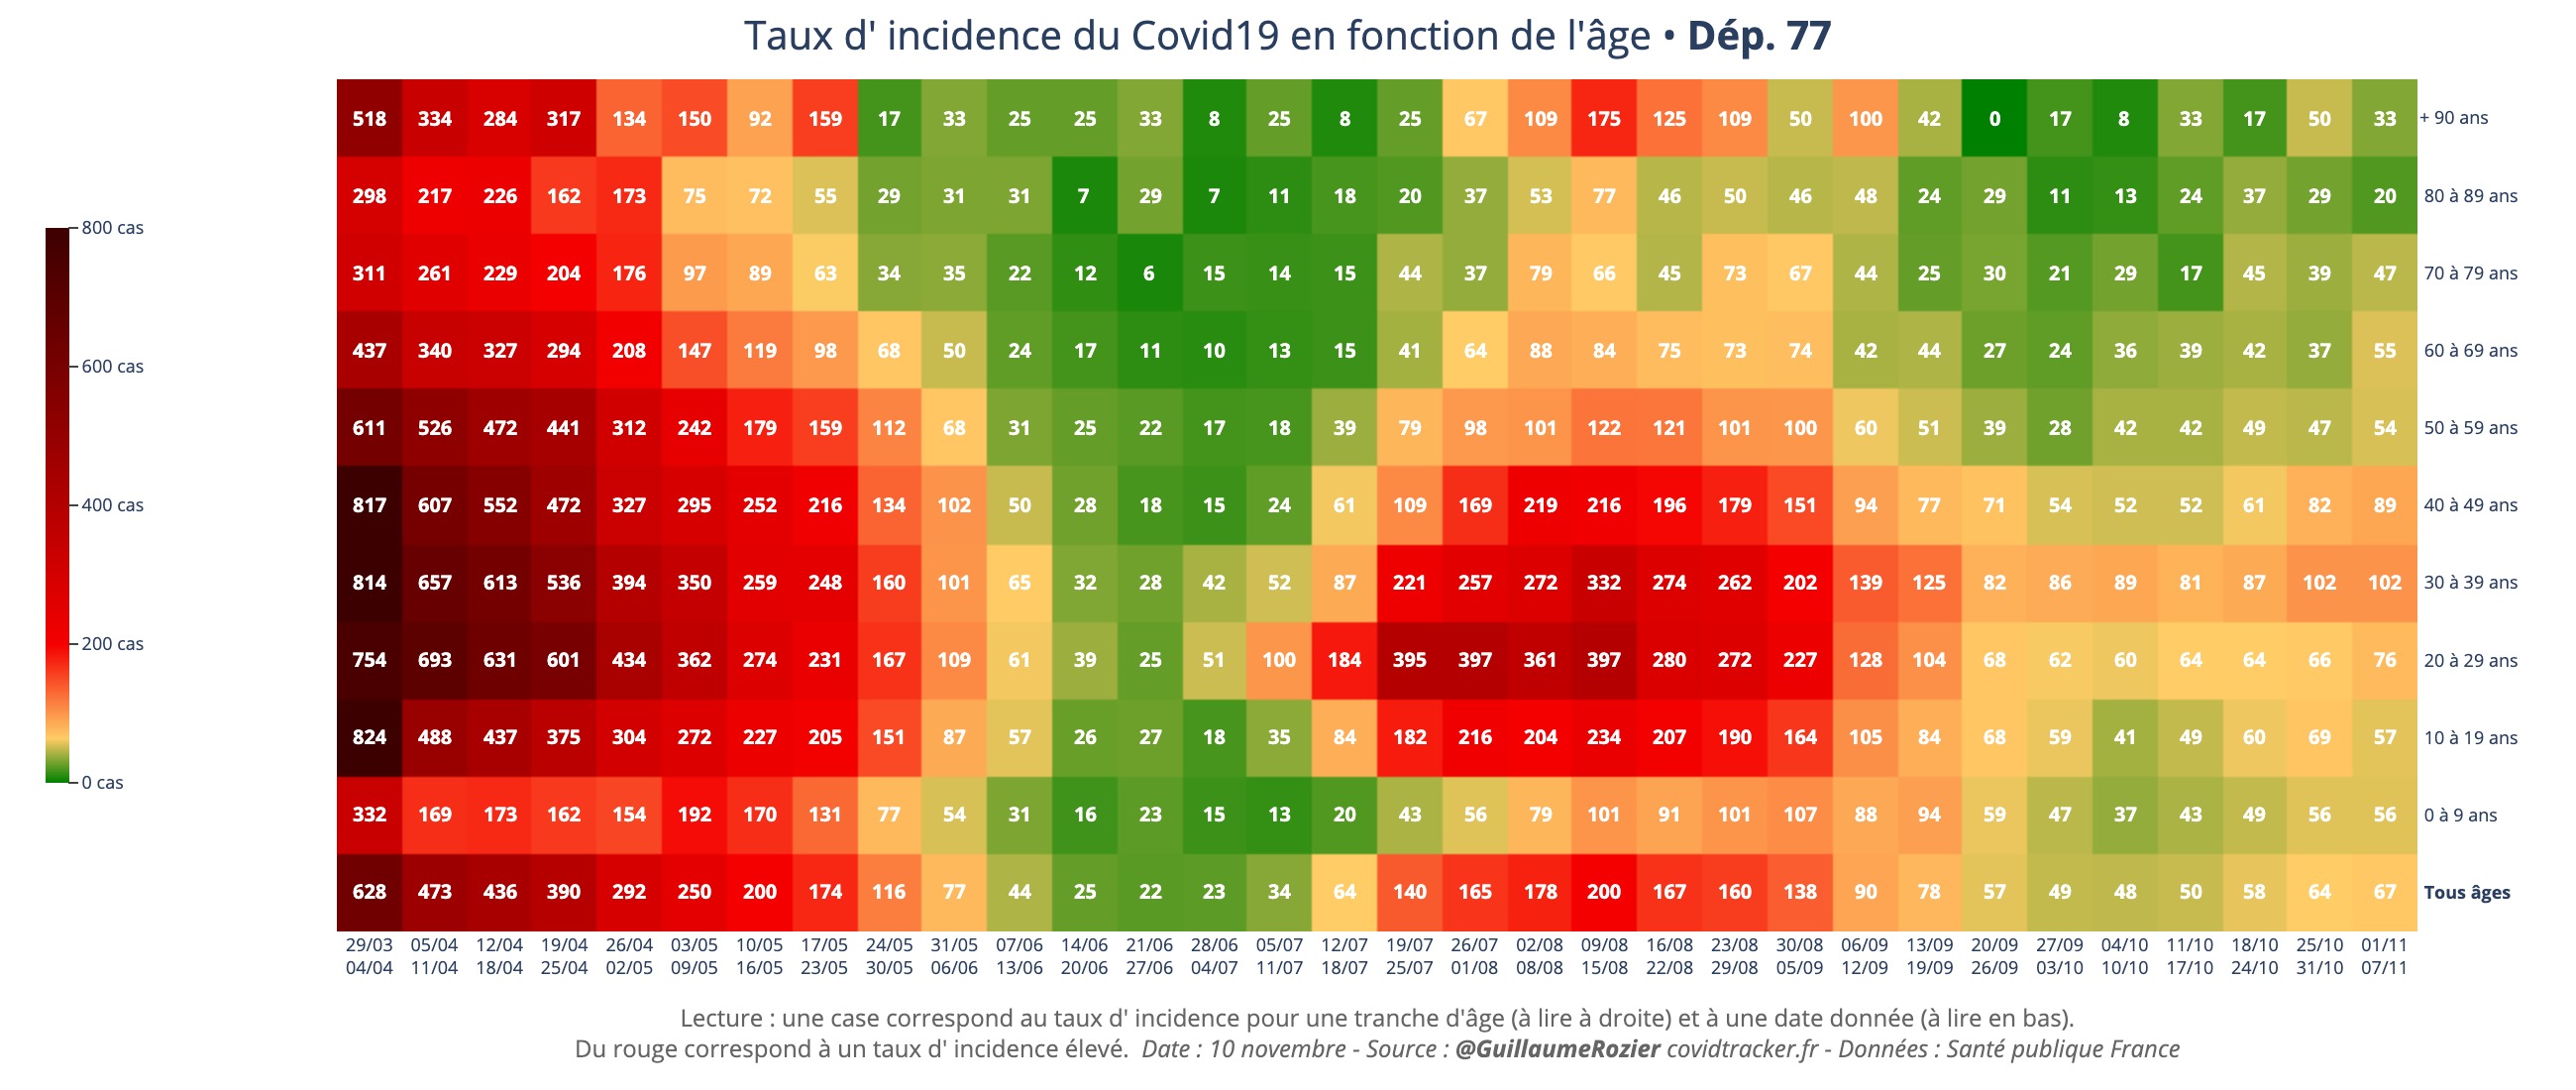 Taux d' incidence du Covid19 en fonction de l'âge • Dép. 77
518 334 284 317 134 150 92 159 17 33 25 25 33 8 25 8 25 67 109 175 125 109 50 100 42 0 17 8 33 17 50 33 + 90 ans
298 217 226 162 173 75 72 55 29 31 31 7 29 7 11 18 20 37 53 77 46 50 46 48 24 29 11 13 24 37 29 20 80 à 89 ans
800 cas
311 261 229 204 176 97 89 63 34 35 22 12 6 15 14 15 44 37 79 66 45 73 67 44 25 30 21 29 17 45 39 47 70 à 79 ans
437 340 327 294 208 147 119 98 68 50 24 17 11 10 13 15 41 64 88 84 75 73 74 42 44 27 24 36 39 42 37 55 60 à 69 ans
600 cas
611 526 472 441 312 242 179 159 112 68 31 25 22 17 18 39 79 98 101 122 121 101 100 60 51 39 28 42 42 49 47 54 50 à 59 ans
400 cas
817 607 552 472 327 295 252 216 134 102 50 28 18 15 24 61 109 169 219 216 196 179 151 94 77 71 54 52 52 61 82 89 40 à 49 ans
814 657 613 536 394 350 259 248 160 101 65 32 28 42 52 87 221 257 272 332 274 262 202 139 125 82 86 89 81 87 102 102 30 à 39 ans
200 cas
754 693 631 601 434 362 274 231 167 109 61 39 25 51 100 184 395 397 361 397 280 272 227 128 104 68 62 60 64 64 66 76 20 à 29 ans
824 488 437 375 304 272 227 205 151 87 57 26 27 18 35 84 182 216 204 234 207 190 164 105 84 68 59 41 49 60 69 57 10 à 19 ans
0 cas
332 169 173 162 154 192 170 131 77 54 31 16 23 15 13 20 43 56 79 101 91 101 107 88 94 59 47 37 43 49 56 56 0 à 9 ans
628 473 436 390 292 250 200 174 116 77 44 25 22 23 34 64 140 165 178 200 167 160 138 90 78 57 49 48 50 58 64 67 Tous âges
29/03 05/04 12/04 19/04 26/04 03/05 10/05 17/05 24/05 31/05 07/06 14/06 21/06 28/06 05/07 12/07 19/07 26/07 02/08 09/08 16/08 23/08 30/08 06/09 13/09 20/09 27/09 04/10 11/10 18/10 25/10 01/11
04/04 11/04 18/04 25/04 02/05 09/05 16/05 23/05 30/05 06/06 13/06 20/06 27/06 04/07 11/07 18/07 25/07 01/08 08/08 15/08 22/08 29/08 05/09 12/09 19/09 26/09 03/10 10/10 17/10 24/10 31/10 07/11
Lecture : une case correspond au taux d' incidence pour une tranche d'âge (à lire à droite) et à une date donnée (à lire en bas).
Du rouge correspond à un taux d' incidence élevé. Date : 10 novembre - Source : @GuillaumeRozier covidtracker.fr - Données : Santé publique France